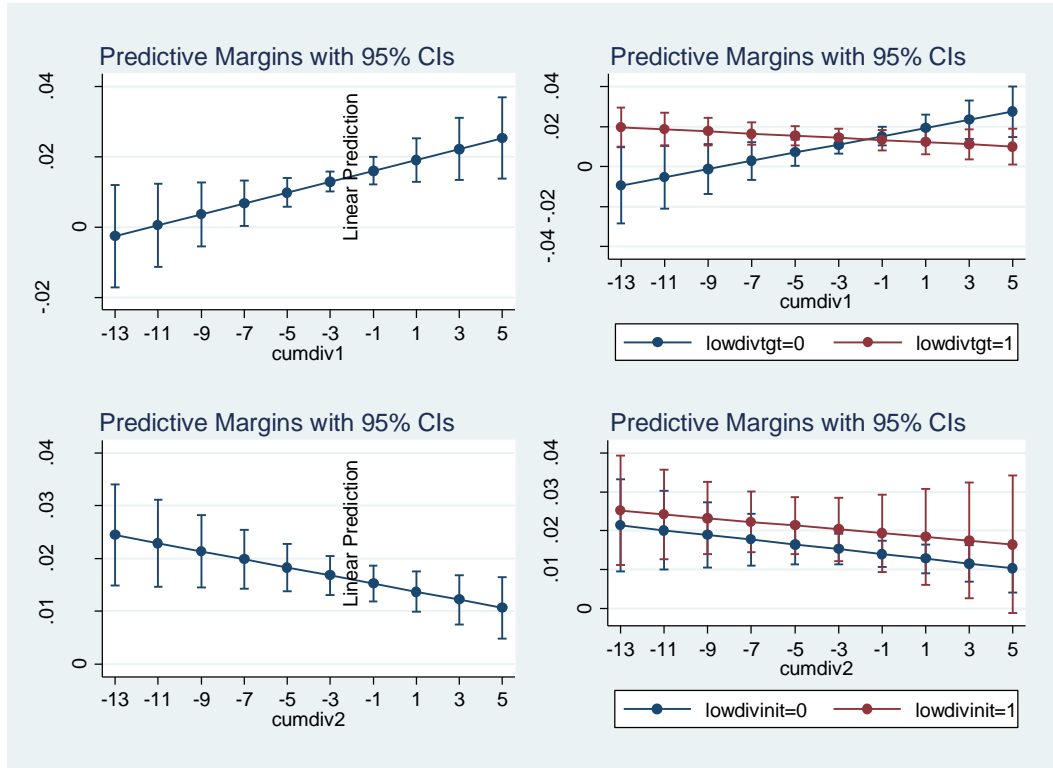 Predictive Margins with 95% CIs
.04
.02
0
-.02
Linear Prediction
-13 -11 -9 -7 -5 -3 -1 1 3 5
cumdiv1
Predictive Margins with 95% CIs
.04
.02
0
-.02
-.04
-13 -11 -9 -7 -5 -3 -1 1 3 5
cumdiv1
lowdivtgt=0 lowdivtgt=1
Predictive Margins with 95% CIs
.04
.03
.02
.01
0
Linear Prediction
-13 -11 -9 -7 -5 -3 -1 1 3 5
cumdiv2
Predictive Margins with 95% CIs
.04
.03
.02
.01
0
-13 -11 -9 -7 -5 -3 -1 1 3 5
cumdiv2
lowdivinit=0 lowdivinit=1